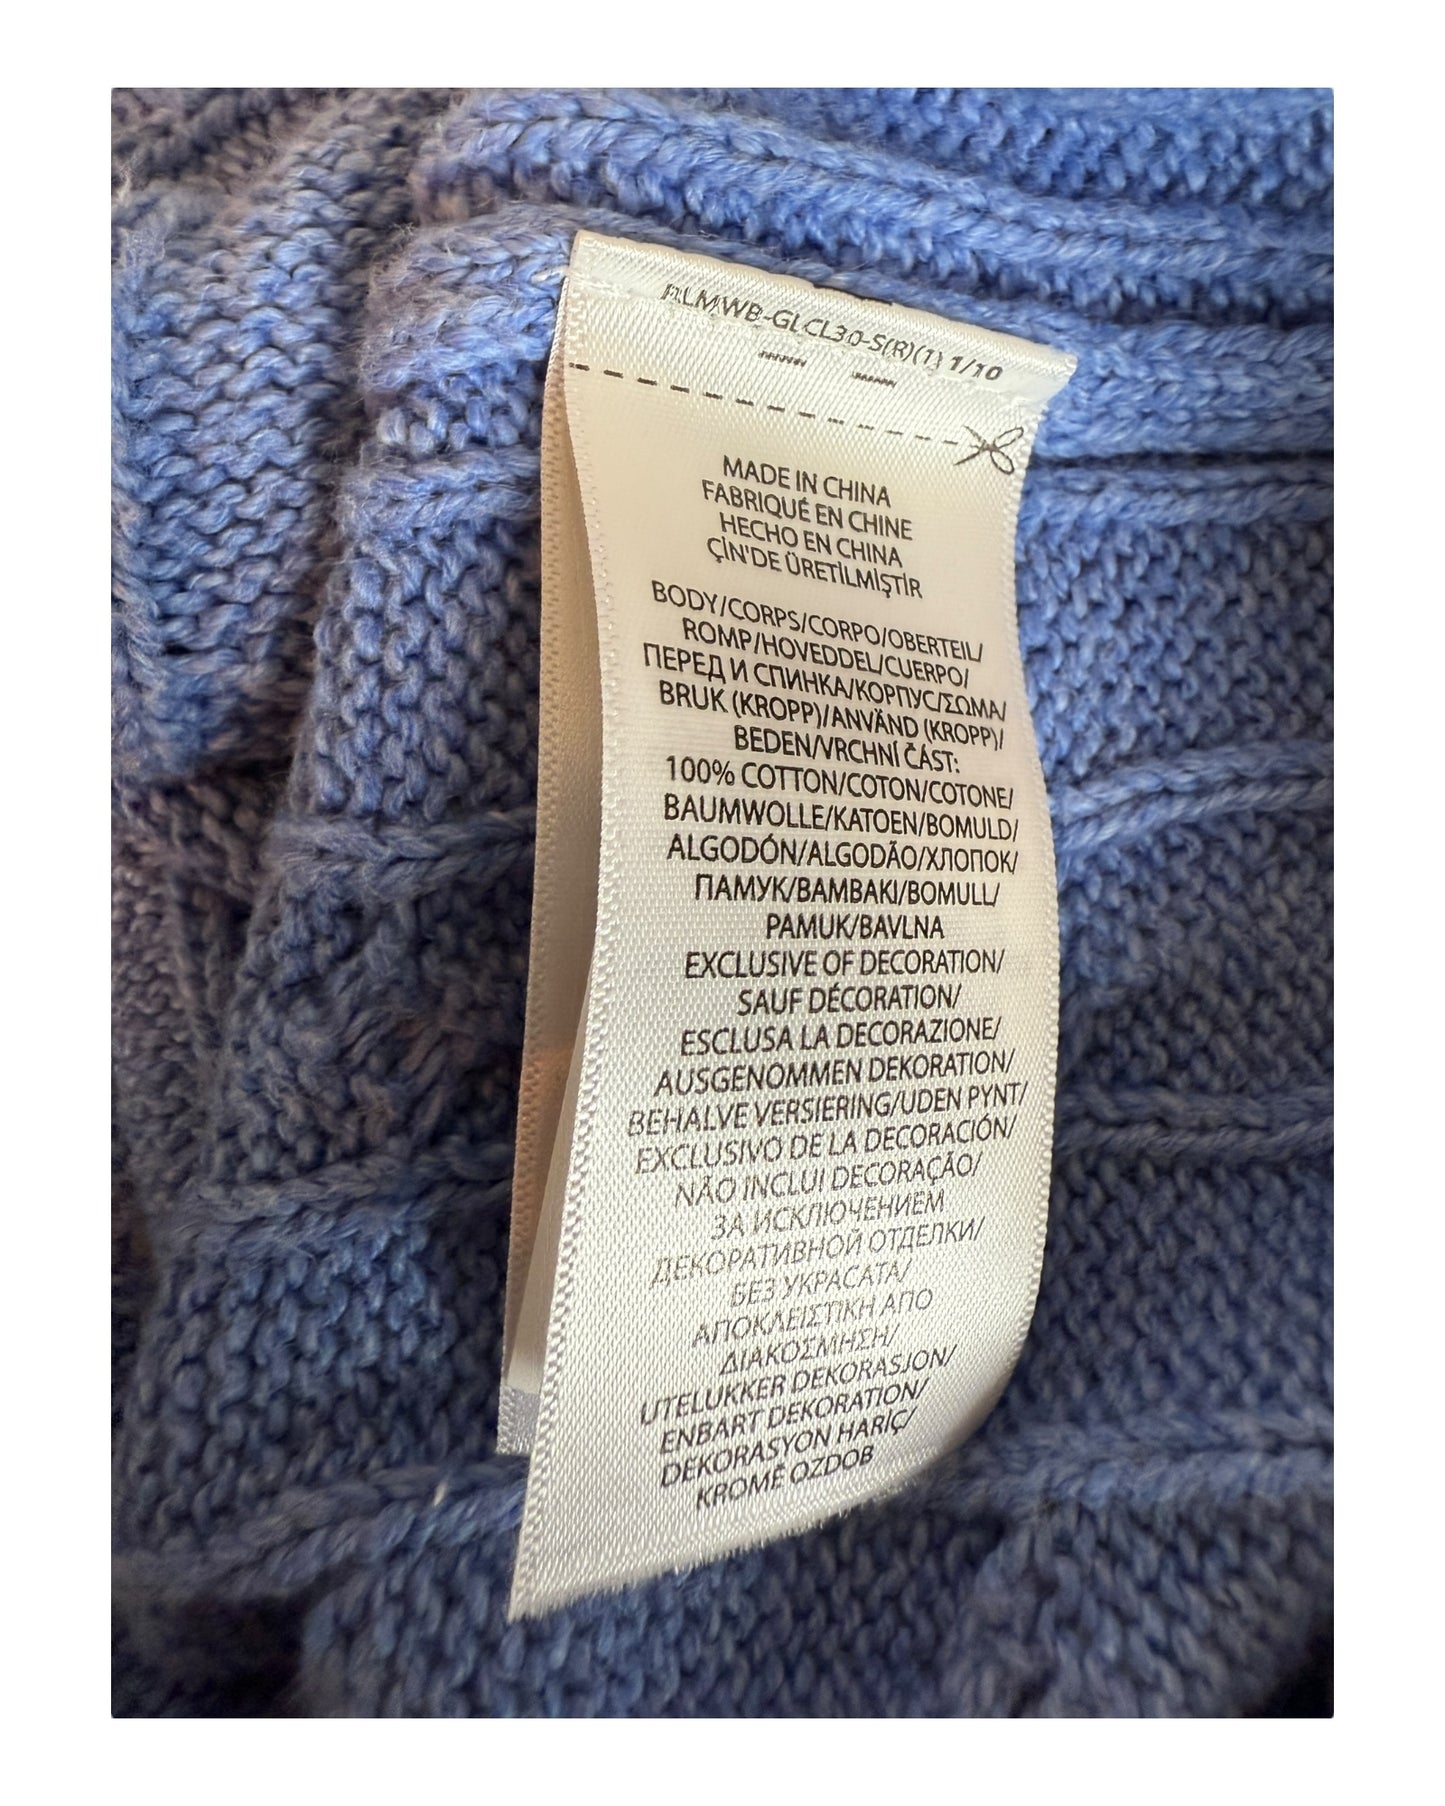 RLMWB-GLCL30-S(R)(1) 1/10
MADE IN CHINA
FABRIQUÉ EN CHINE
HECHO EN CHINA
ÇİN'DE ÜRETİLMİŞTİR
BODY/CORPS/CORPO/OBERTEIL/
ROMP/HOVEDDEL/CUERPO/
ПЕРЕД И СПИНКА/КОРПУС/ΣΩΜΑ/
BRUK (KROPP)/ANVÄND (KROPP)/
BEDEN/VRCHNÍ ČÁST:
100% COTTON/COTON/COTONE/
BAUMWOLLE/KATOEN/BOMULD/
ALGODÓN/ALGODÃO/ХЛОПОК/
ПАМУК/BAMBAKI/BOMULL/
PAMUK/BAVLNA
EXCLUSIVE OF DECORATION/
SAUF DÉCORATION/
ESCLUSA LA DECORAZIONE/
AUSGENOMMEN DEKORATION/
BEHALVE VERSIERING/UDEN PYNT/
EXCLUSIVO DE LA DECORACIÓN/
NÃO INCLUI DECORAÇÃO/
ЗА ИСКЛЮЧЕНИЕМ
ДЕКОРАТИВНОЙ ОТДЕЛКИ/
БЕЗ УКРАСАТА/
ΑΠΟΚΛΕΙΣΤΙΚΗ ΑΠΟ
ΔΙΑΚΟΣΜΗΣΗ/
UTELUKKER DEKORASJON/
ENBART DEKORATION/
DEKORASYON HARİÇ/
KROMĚ OZDOB